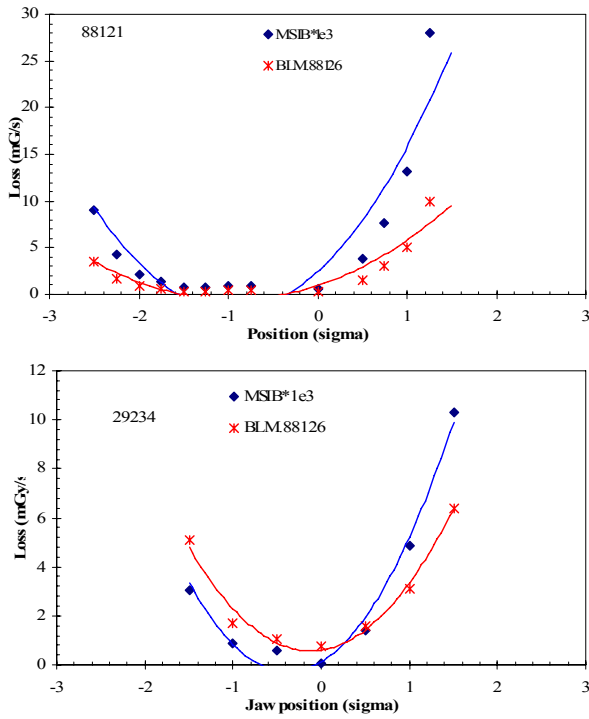 30
25
20
15
10
5
0
Loss (mG/s)
88121
MSIB*1e3
BLM.88126
-3 -2 -1 0 1 2 3
Position (sigma)
12
10
8
6
4
2
0
Loss (mGy/s
29234
MSIB*1e3
BLM.88126
-3 -2 -1 0 1 2 3
Jaw position (sigma)